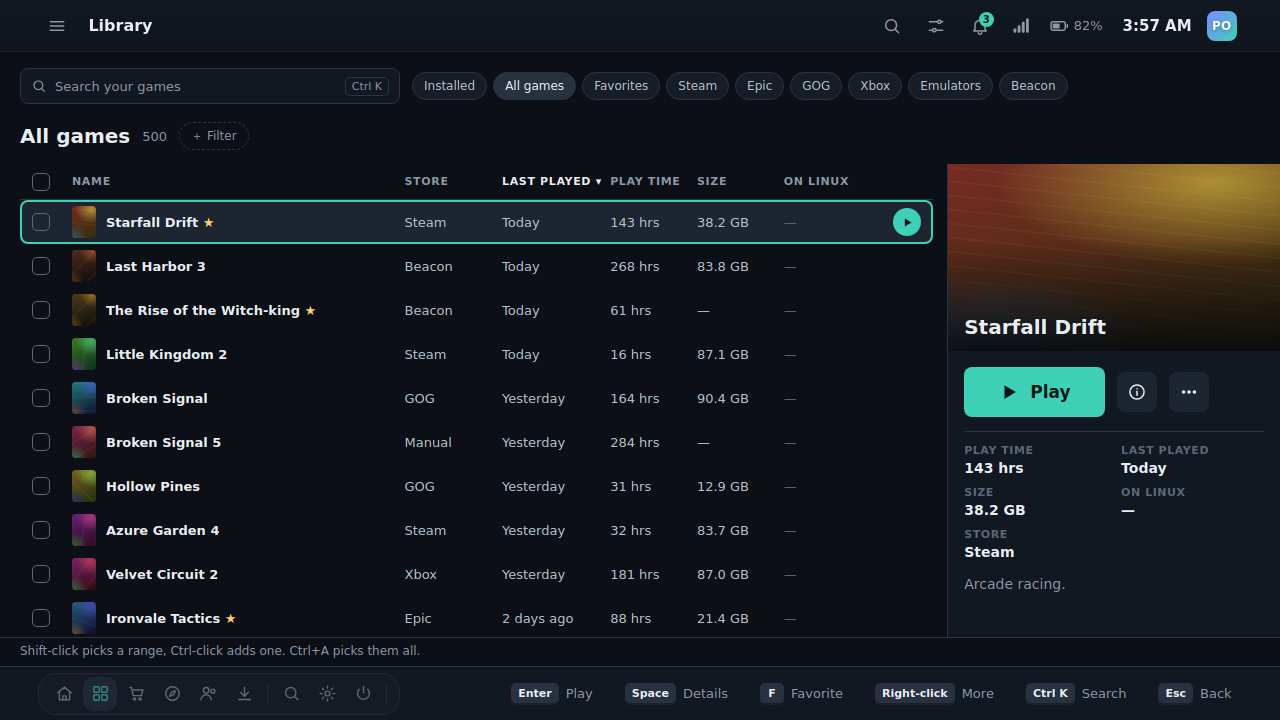 Library
3
82%
3:57 AM
PO
Search your games
Ctrl K
Installed
All games
Favorites
Steam
Epic
GOG
Xbox
Emulators
Beacon
All games 500 + Filter
NAME STORE LAST PLAYED ▾ PLAY TIME SIZE ON LINUX
Starfall Drift ★ Steam Today 143 hrs 38.2 GB —
Last Harbor 3 Beacon Today 268 hrs 83.8 GB —
The Rise of the Witch-king ★ Beacon Today 61 hrs — —
Little Kingdom 2 Steam Today 16 hrs 87.1 GB —
Broken Signal GOG Yesterday 164 hrs 90.4 GB —
Broken Signal 5 Manual Yesterday 284 hrs — —
Hollow Pines GOG Yesterday 31 hrs 12.9 GB —
Azure Garden 4 Steam Yesterday 32 hrs 83.7 GB —
Velvet Circuit 2 Xbox Yesterday 181 hrs 87.0 GB —
Ironvale Tactics ★ Epic 2 days ago 88 hrs 21.4 GB —
Starfall Drift
Play
PLAY TIME LAST PLAYED
143 hrs Today
SIZE ON LINUX
38.2 GB —
STORE
Steam
Arcade racing.
Shift-click picks a range, Ctrl-click adds one. Ctrl+A picks them all.
Enter Play Space Details F Favorite Right-click More Ctrl K Search Esc Back